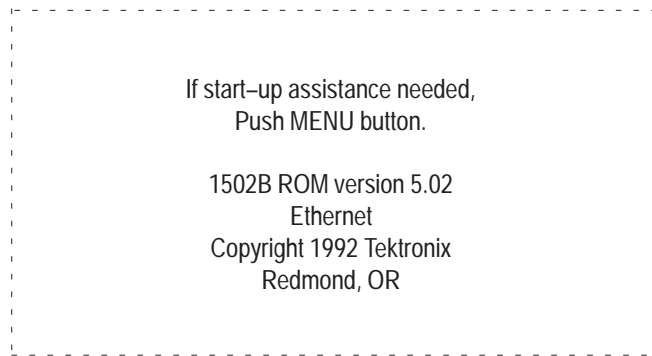 If start–up assistance needed,
Push MENU button.
1502B ROM version 5.02
Ethernet
Copyright 1992 Tektronix
Redmond, OR